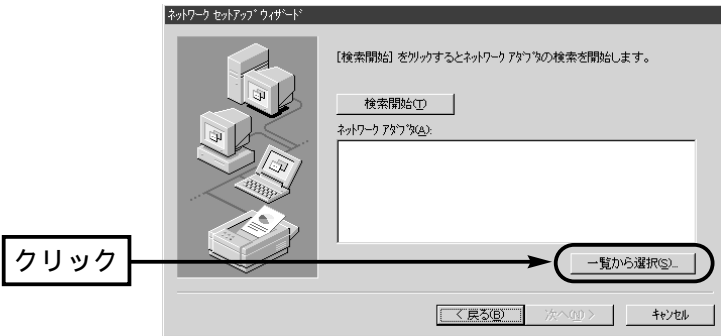 ネットワーク セットアップ ウィザード
[検索開始] をクリックするとネットワーク アダプタの検索を開始します。
検索開始(T)
ネットワーク アダプタ(A):
クリック
一覧から選択(S)...
< 戻る(B)
次へ(N) >
キャンセル